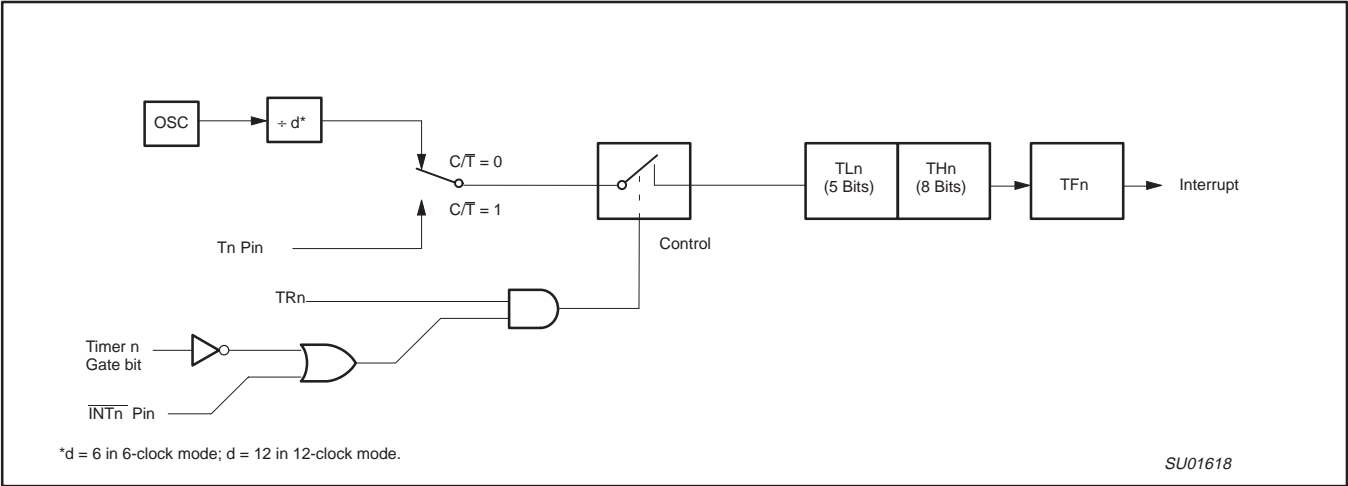 OSC
÷ d*
C/T̅ = 0
C/T̅ = 1
Tn Pin
TLn
(5 Bits)
THn
(8 Bits)
TFn
Interrupt
Control
TRn
Timer n
Gate bit
I̅N̅T̅n̅ Pin
*d = 6 in 6-clock mode; d = 12 in 12-clock mode.
SU01618